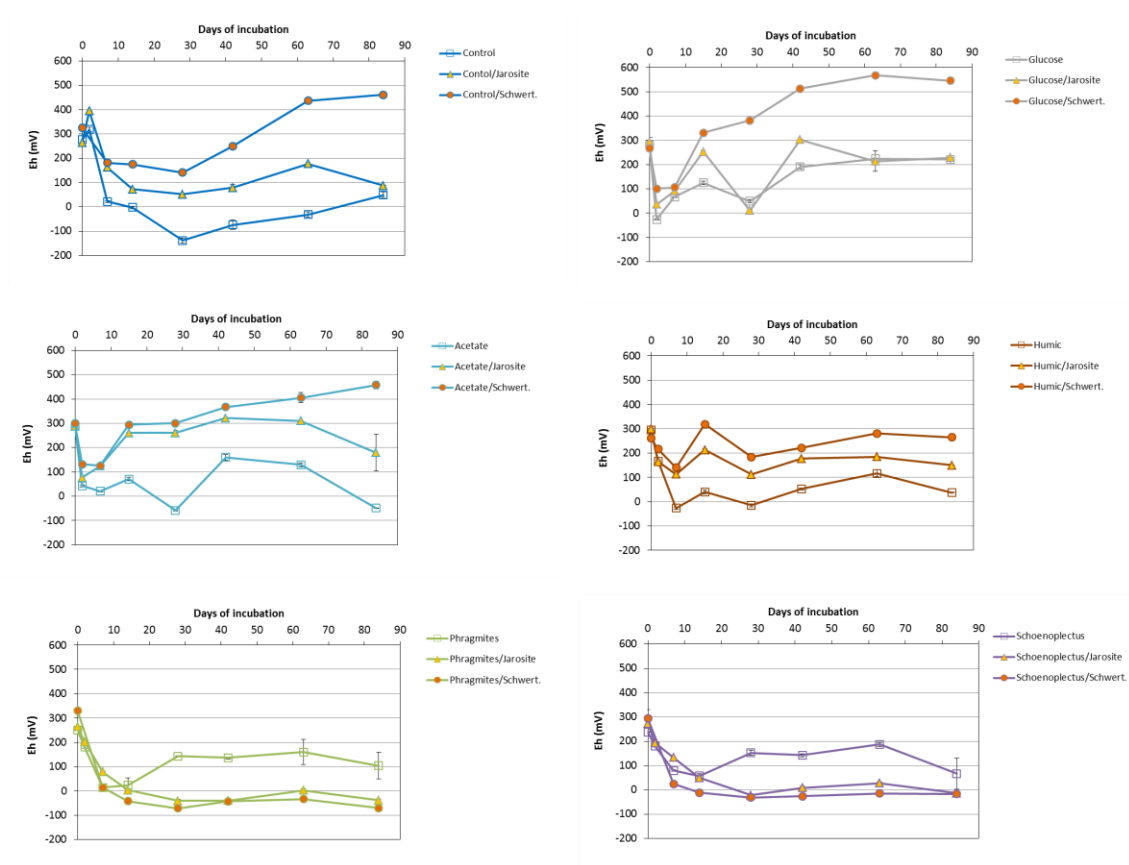 Days of incubation
0 10 20 30 40 50 60 70 80 90
600
500
400
300
200
100
0
-100
-200
Eh (mV)
Control
Contol/Jarosite
Control/Schwert.
Days of incubation
0 10 20 30 40 50 60 70 80 90
600
500
400
300
200
100
0
-100
-200
Eh (mV)
Glucose
Glucose/Jarosite
Glucose/Schwert.
Days of incubation
0 10 20 30 40 50 60 70 80 90
600
500
400
300
200
100
0
-100
-200
Eh (mV)
Acetate
Acetate/Jarosite
Acetate/Schwert.
Days of incubation
0 10 20 30 40 50 60 70 80 90
600
500
400
300
200
100
0
-100
-200
Eh (mV)
Humic
Humic/Jarosite
Humic/Schwert.
Days of incubation
0 10 20 30 40 50 60 70 80 90
600
500
400
300
200
100
0
-100
-200
Eh (mV)
Phragmites
Phragmites/Jarosite
Phragmites/Schwert.
Days of incubation
0 10 20 30 40 50 60 70 80 90
600
500
400
300
200
100
0
-100
-200
Eh (mV)
Schoenoplectus
Schoenoplectus/Jarosite
Schoenoplectus/Schwert.